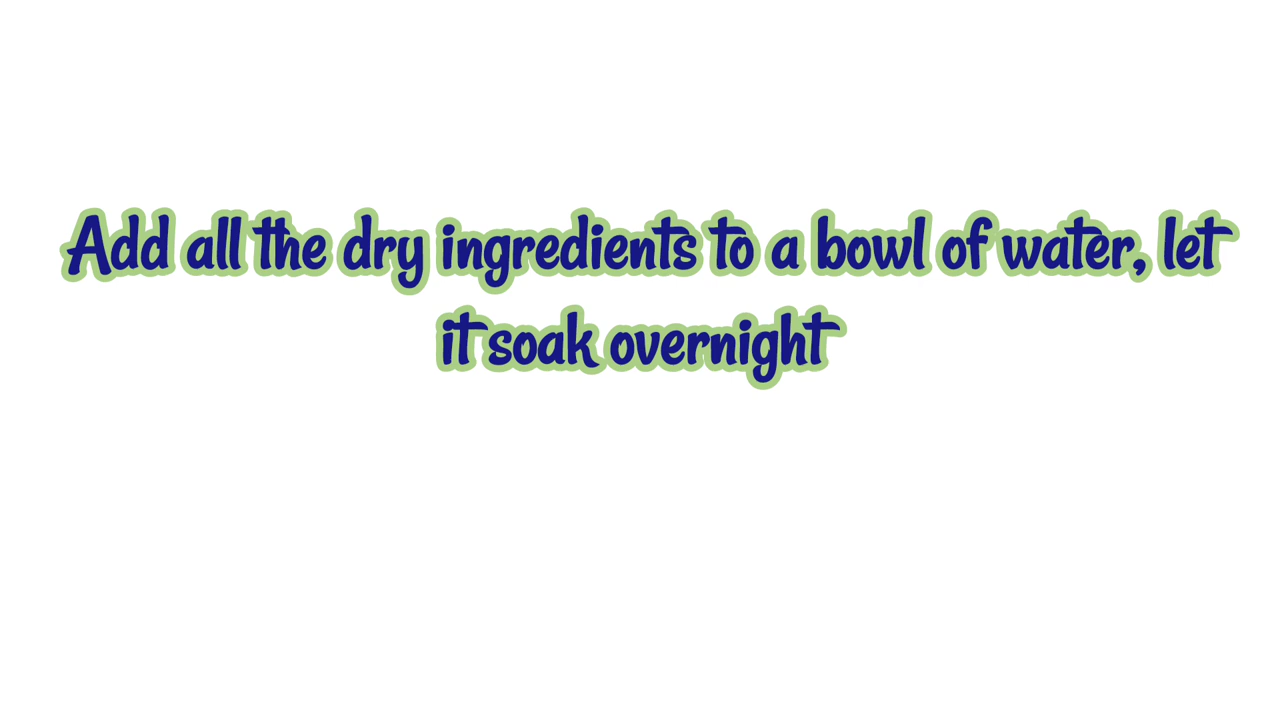 Add all the dry ingredients to a bowl of water, let
it soak overnight